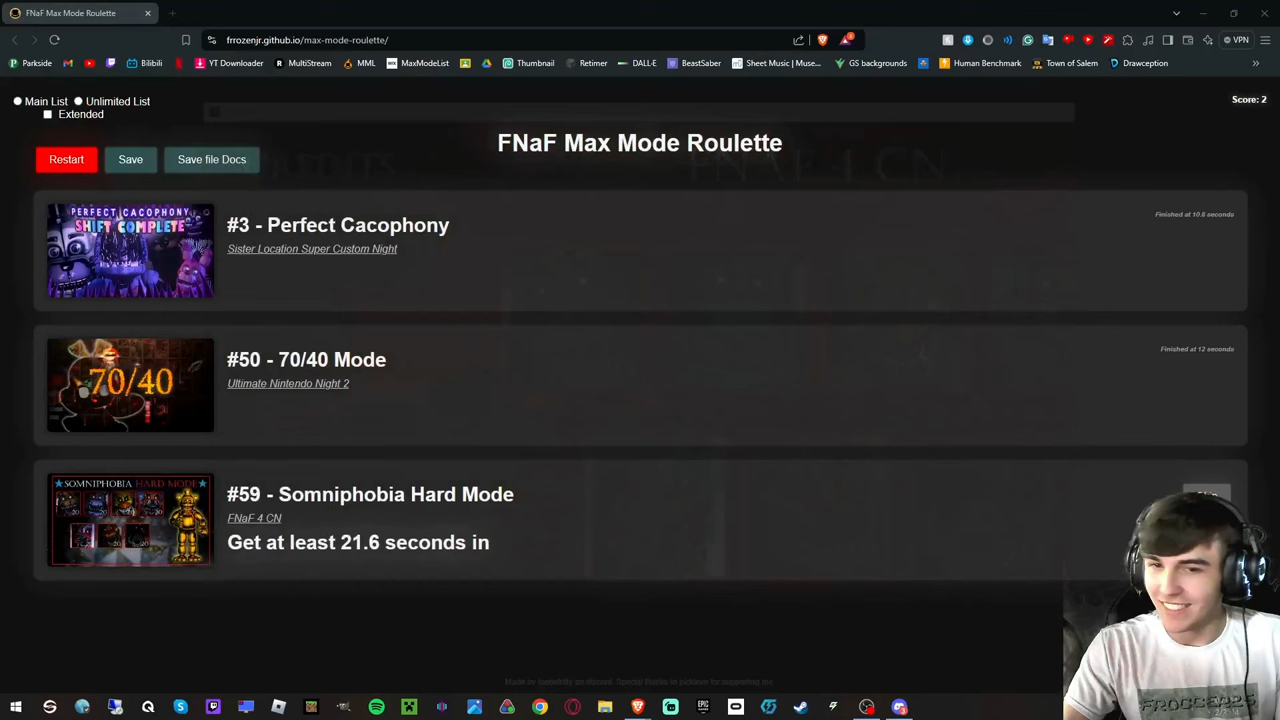 FNaF Max Mode Roulette
frrozenjr.github.io/max-mode-roulette/
VPN
Parkside
Bilibili
YT Downloader
MultiStream
MML
MaxModeList
Thumbnail
Retimer
DALL-E
BeastSaber
Sheet Music | Muse...
GS backgrounds
Human Benchmark
Town of Salem
Drawception
Main List
Unlimited List
Extended
Score: 2
FNaF Max Mode Roulette
Restart
Save
Save file Docs
PERFECT CACOPHONY
SHIFT COMPLETE
#3 - Perfect Cacophony
Sister Location Super Custom Night
Finished at 10.8 seconds
70/40
#50 - 70/40 Mode
Ultimate Nintendo Night 2
Finished at 12 seconds
SOMNIPHOBIA HARD MODE
#59 - Somniphobia Hard Mode
FNaF 4 CN
Get at least 21.6 seconds in